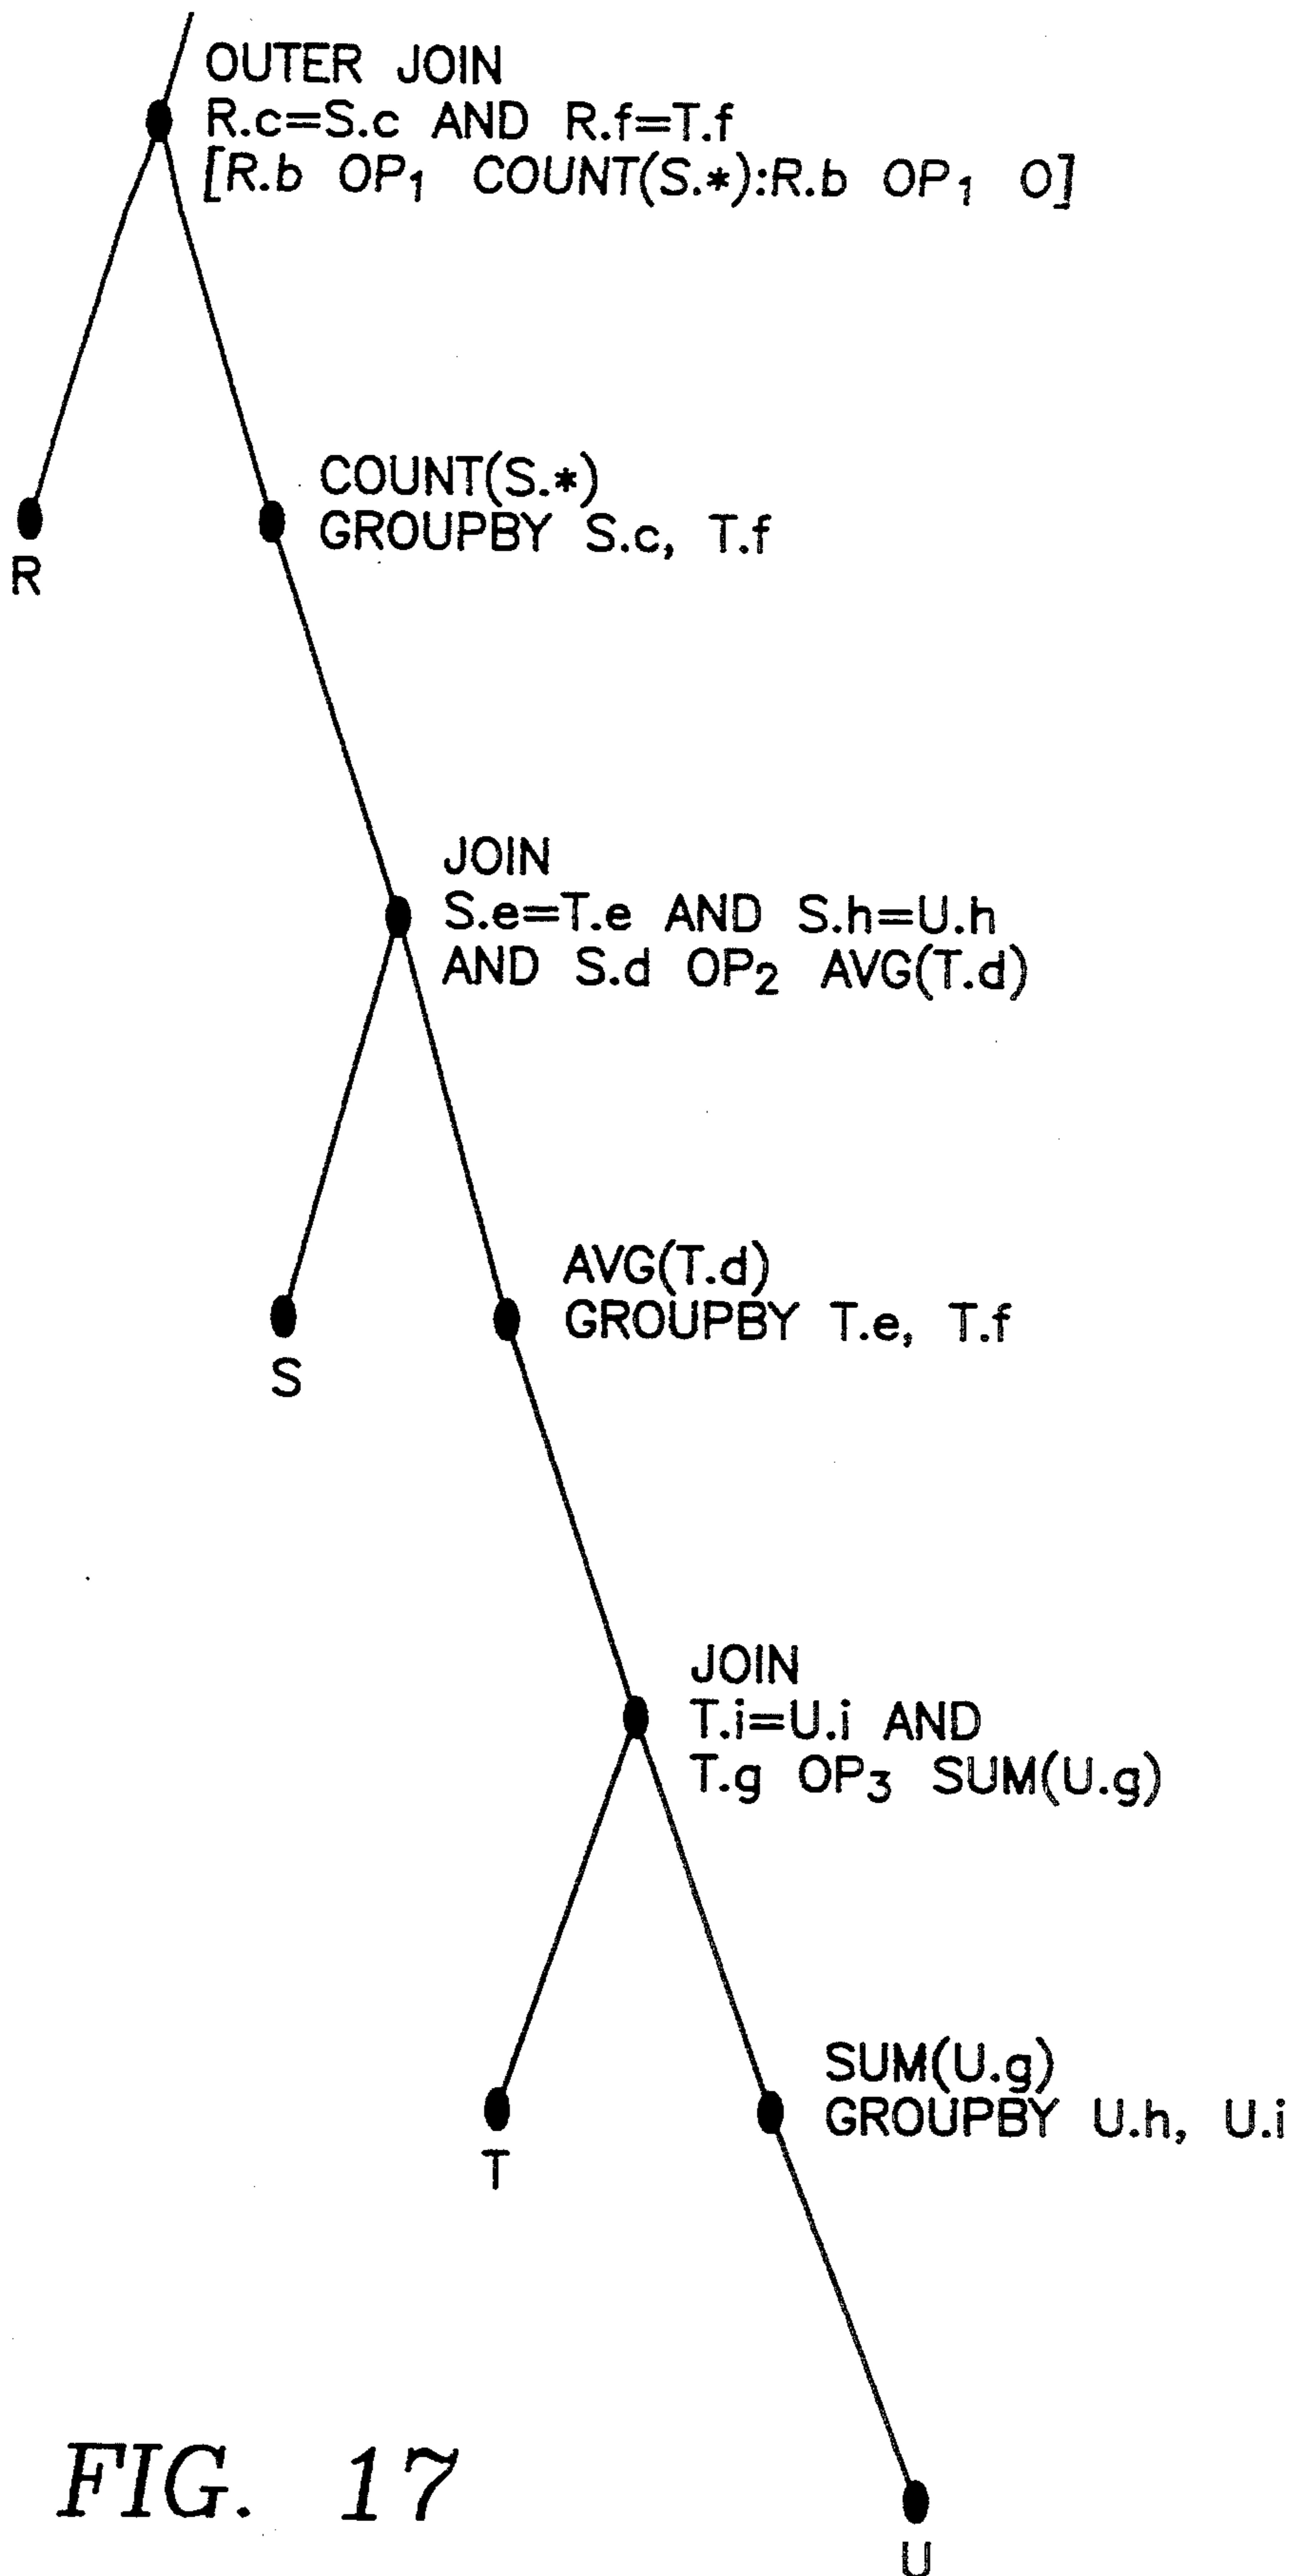 OUTER JOIN
R.c=S.c AND R.f=T.f
[R.b OP₁ COUNT(S.*):R.b OP₁ 0]
R
COUNT(S.*)
GROUPBY S.c, T.f
JOIN
S.e=T.e AND S.h=U.h
AND S.d OP₂ AVG(T.d)
S
AVG(T.d)
GROUPBY T.e, T.f
JOIN
T.i=U.i AND
T.g OP₃ SUM(U.g)
T
SUM(U.g)
GROUPBY U.h, U.i
U
FIG. 17